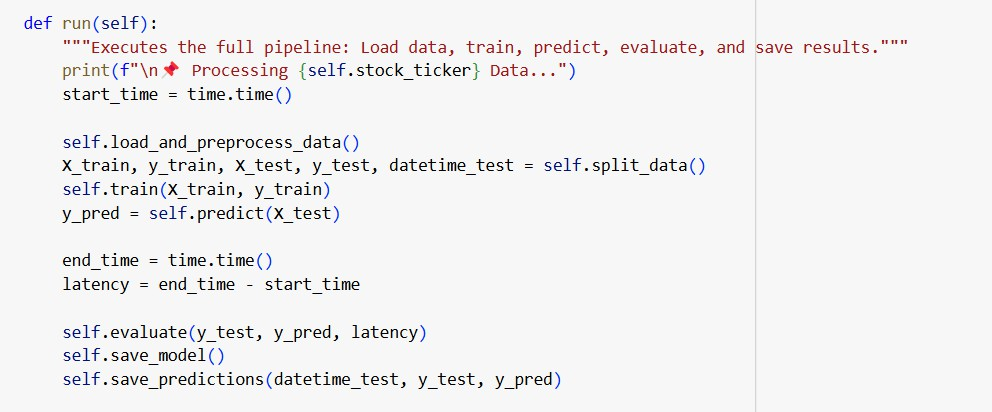 def run(self):
    """Executes the full pipeline: Load data, train, predict, evaluate, and save results."""
    print(f"\n📌 Processing {self.stock_ticker} Data...")
    start_time = time.time()

    self.load_and_preprocess_data()
    X_train, y_train, X_test, y_test, datetime_test = self.split_data()
    self.train(X_train, y_train)
    y_pred = self.predict(X_test)

    end_time = time.time()
    latency = end_time - start_time

    self.evaluate(y_test, y_pred, latency)
    self.save_model()
    self.save_predictions(datetime_test, y_test, y_pred)